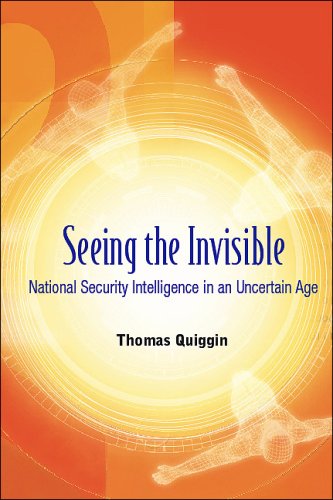 Seeing the Invisible
National Security Intelligence in an Uncertain Age
Thomas Quiggin